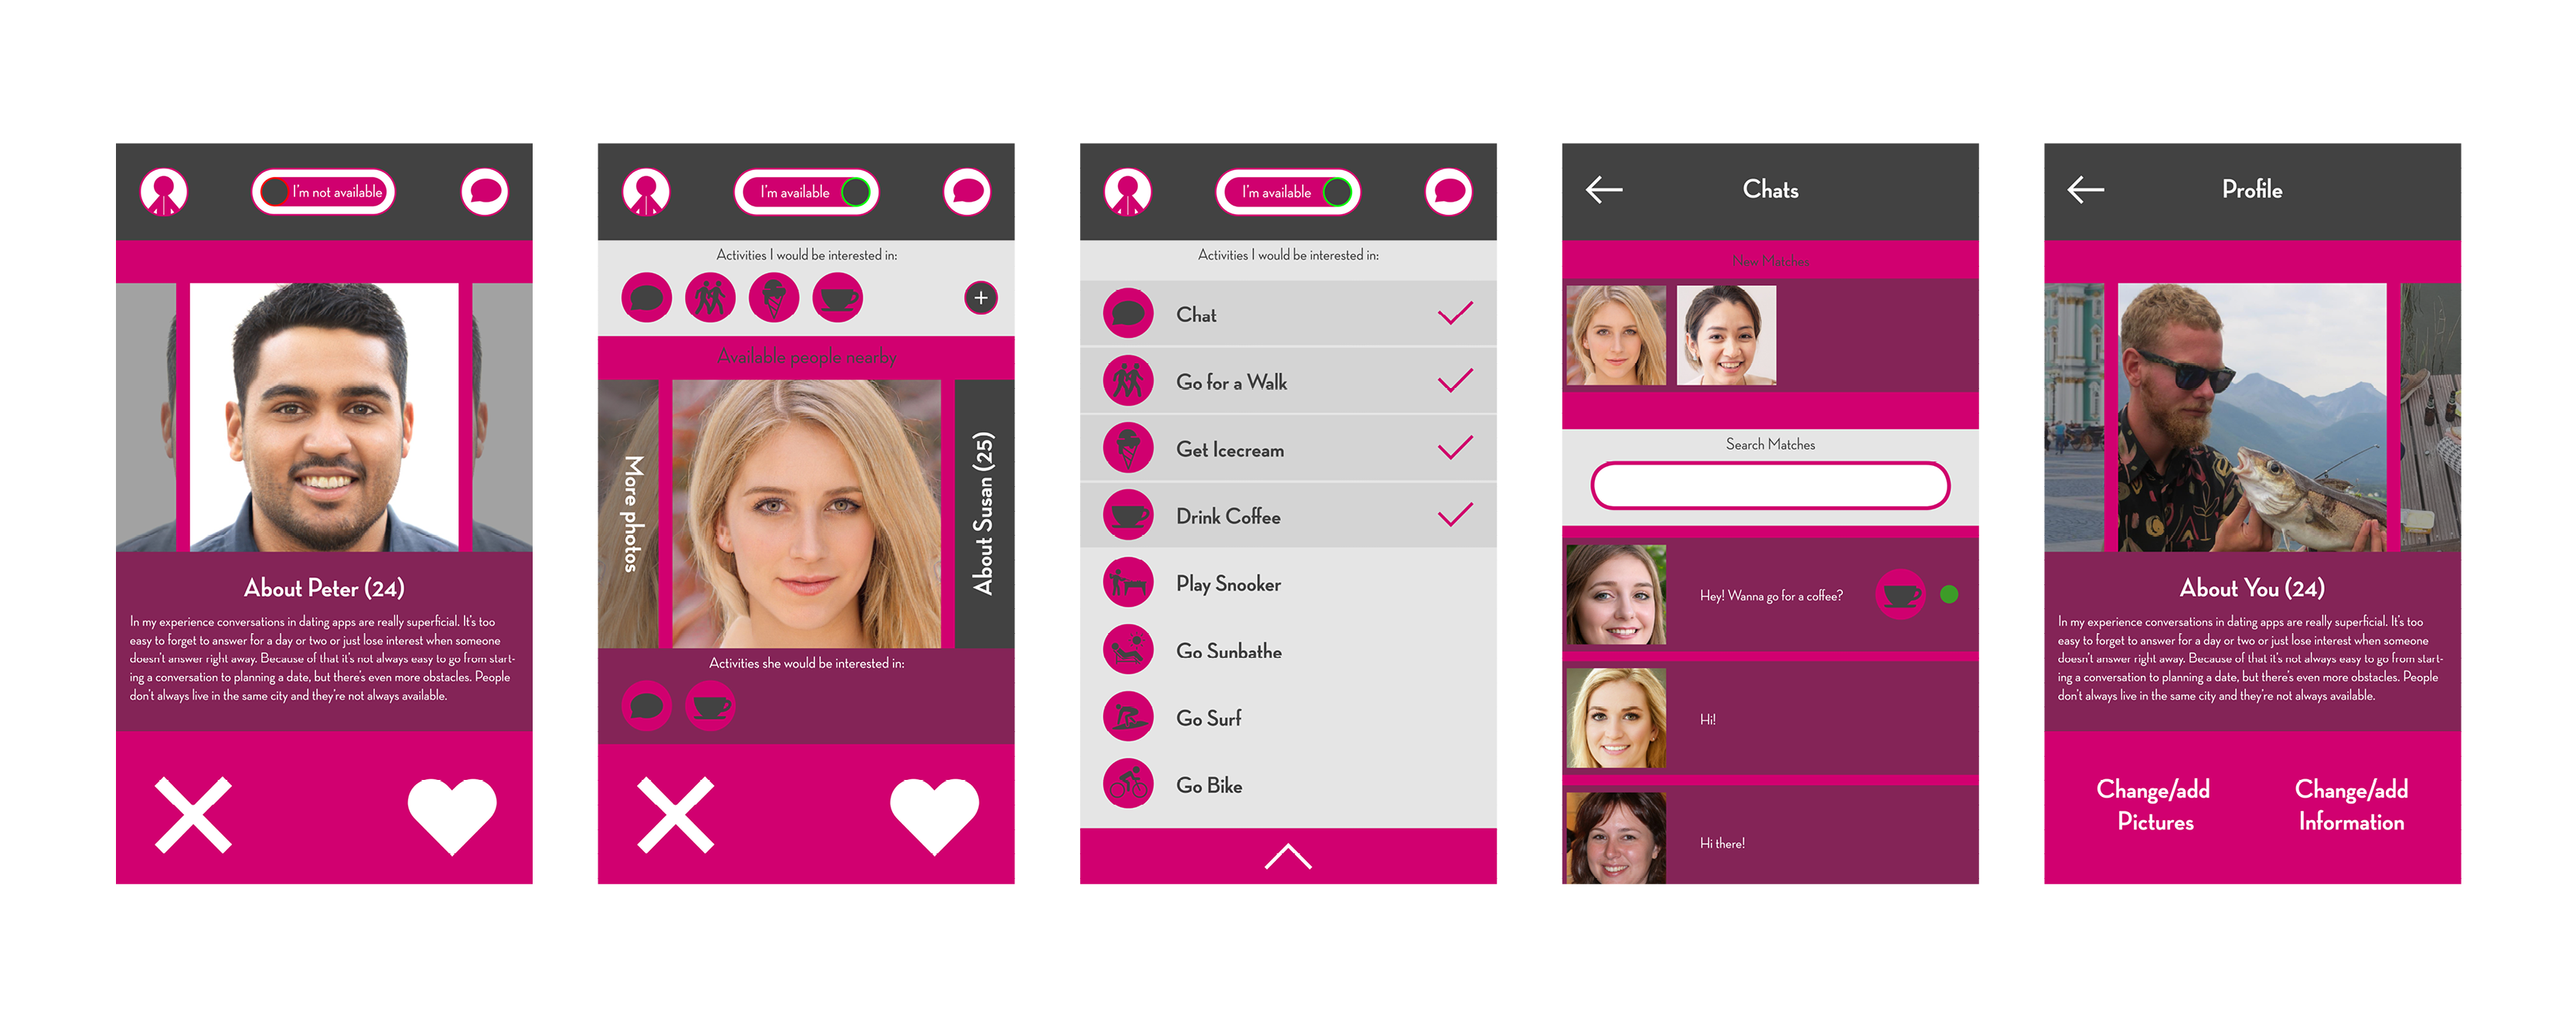 I'm not available
About Peter (24)
In my experience conversations in dating apps are really superficial. It's too
easy to forget to answer for a day or two or just lose interest when someone
doesn't answer right away. Because of that it's not always easy to go from start-
ing a conversation to planning a date, but there's even more obstacles. People
don't always live in the same city and they're not always available.
I'm available
Activities I would be interested in:
Available people nearby
More photos
About Susan (25)
Activities she would be interested in:
I'm available
Activities I would be interested in:
Chat
Go for a Walk
Get Icecream
Drink Coffee
Play Snooker
Go Sunbathe
Go Surf
Go Bike
Chats
New Matches
Search Matches
Hey! Wanna go for a coffee?
Hi!
Hi there!
Profile
About You (24)
In my experience conversations in dating apps are really superficial. It's too
easy to forget to answer for a day or two or just lose interest when someone
doesn't answer right away. Because of that it's not always easy to go from start-
ing a conversation to planning a date, but there's even more obstacles. People
don't always live in the same city and they're not always available.
Change/add
Pictures
Change/add
Information